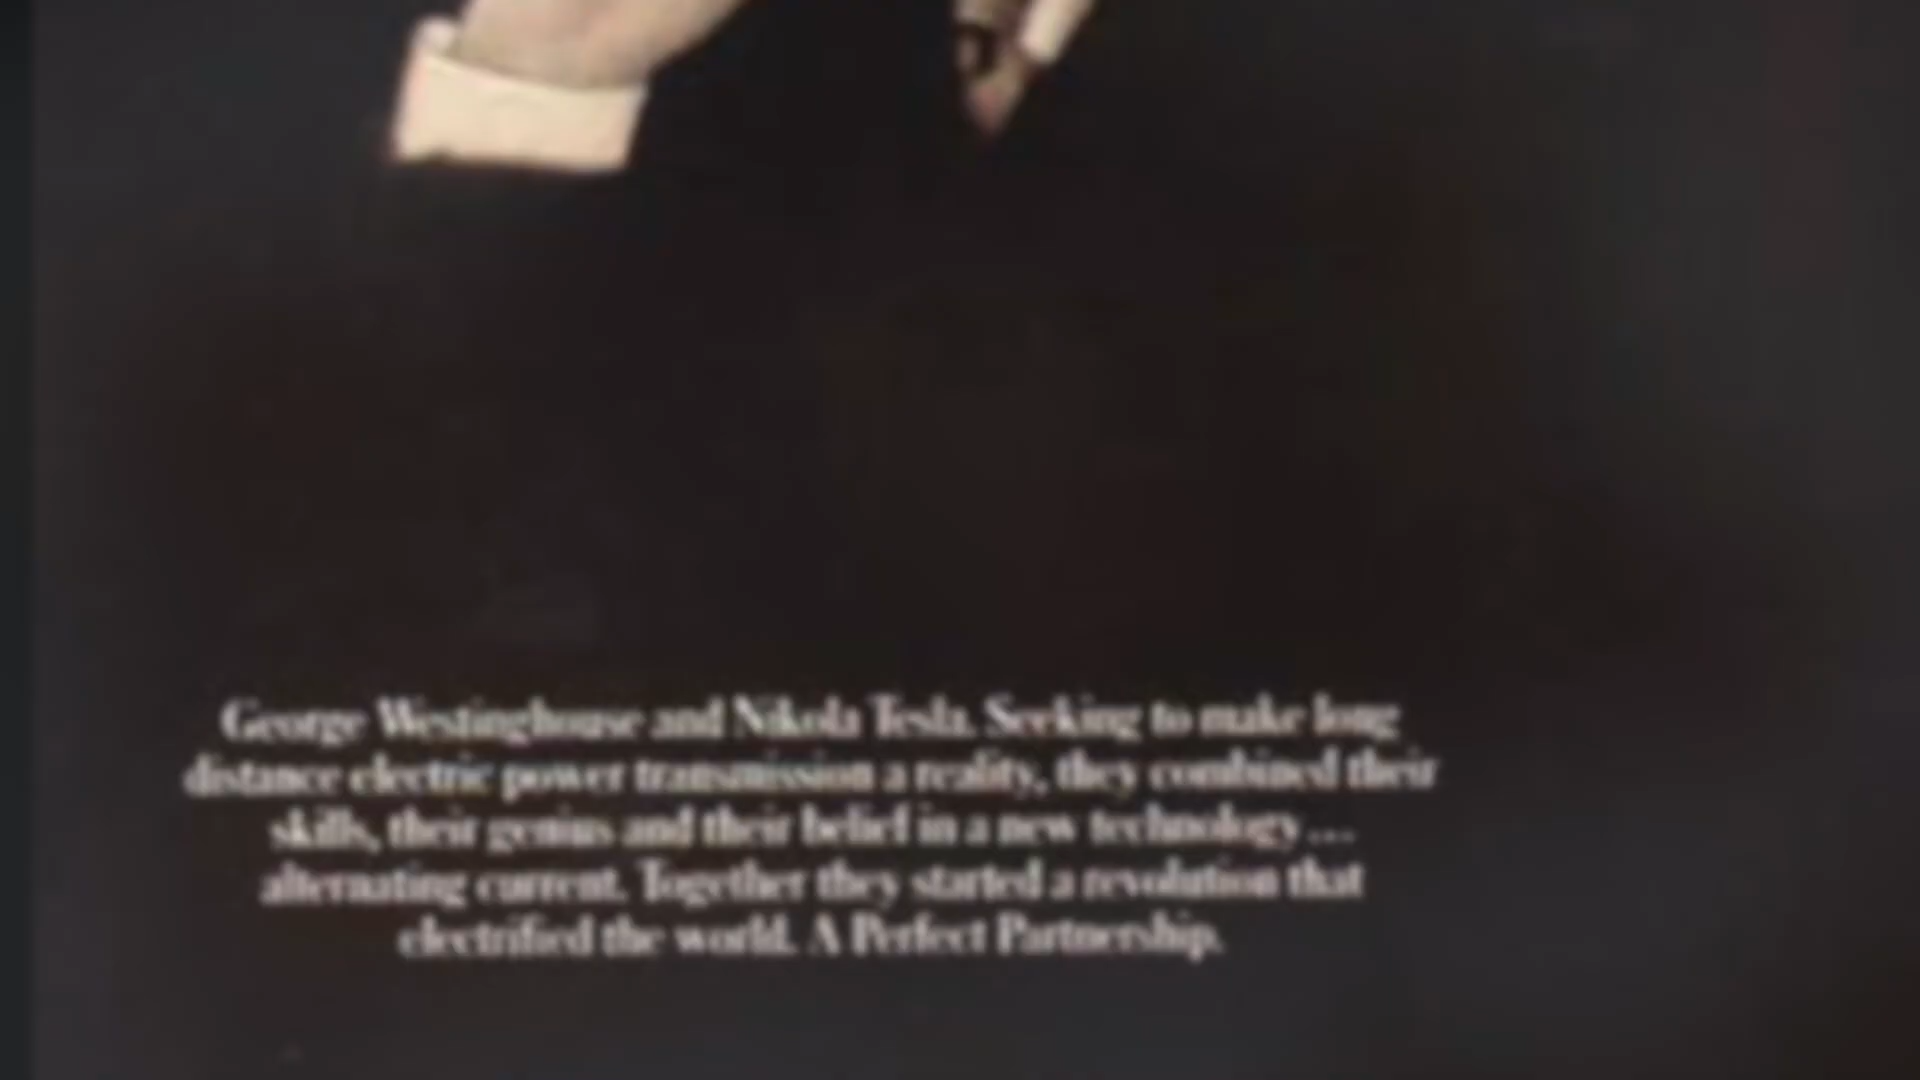 George Westinghouse and Nikola Tesla. Seeking to make long
distance electric power transmission a reality, they combined their
skills, their genius and their belief in a new technology...
alternating current. Together they started a revolution that
electrified the world. A Perfect Partnership.